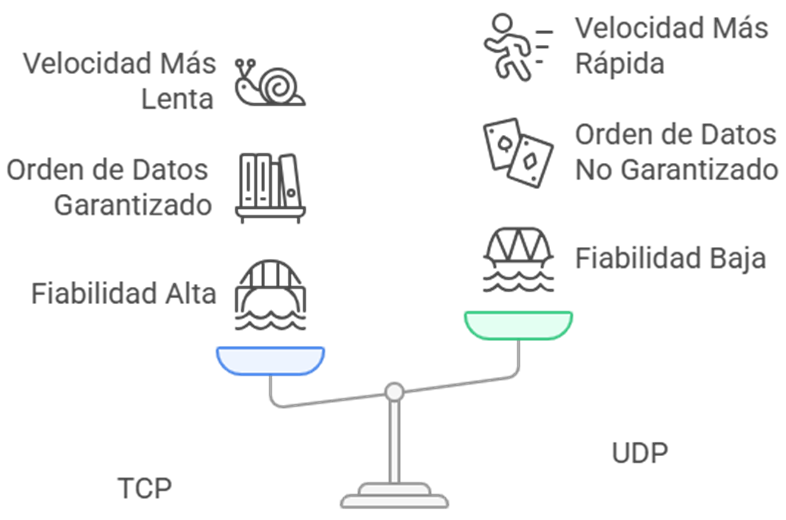 Velocidad Más
Lenta
Orden de Datos
Garantizado
Fiabilidad Alta
TCP
Velocidad Más
Rápida
Orden de Datos
No Garantizado
Fiabilidad Baja
UDP